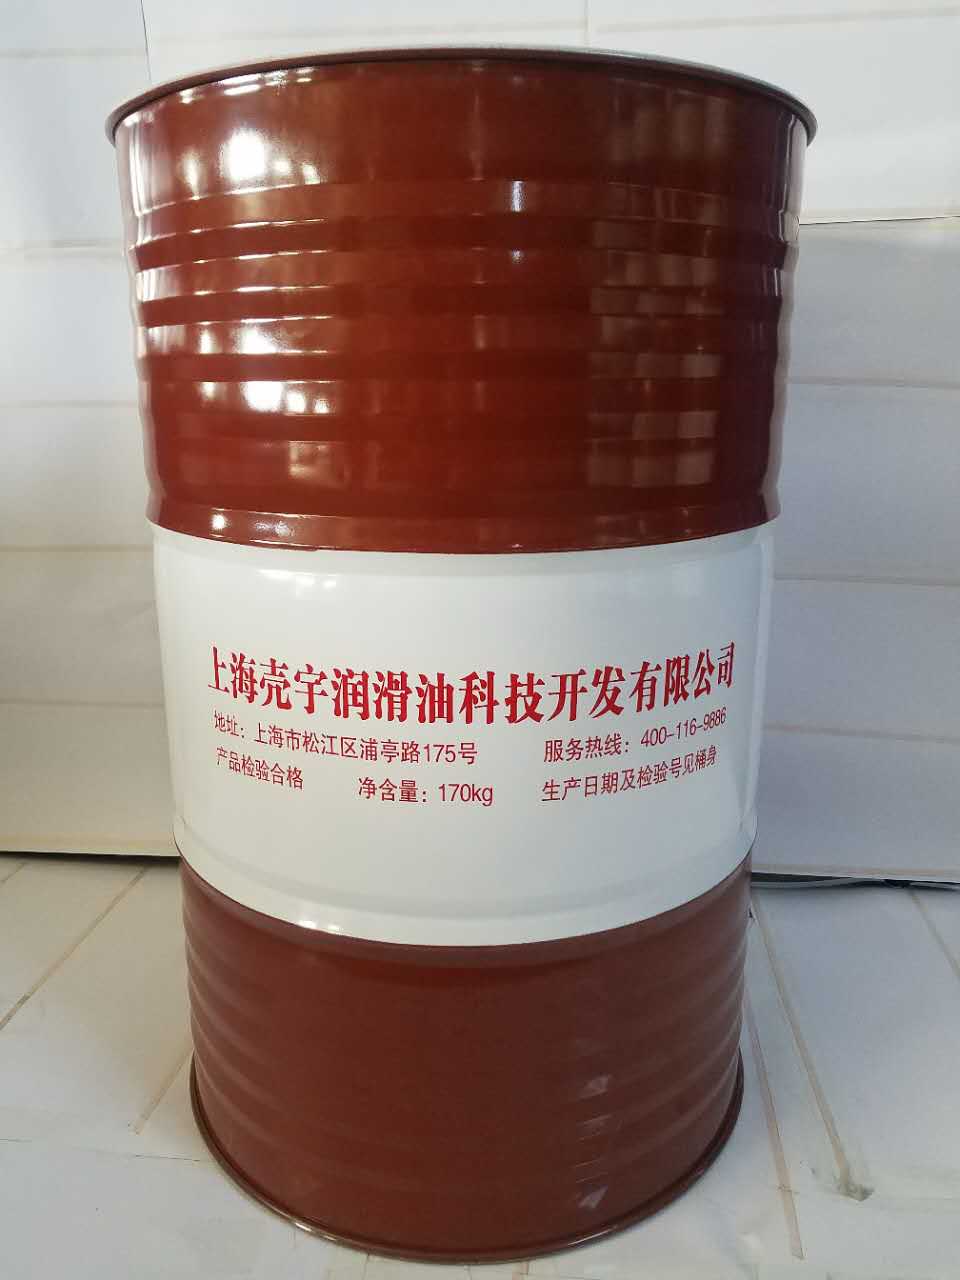 上海壳宇润滑油科技开发有限公司
地址：上海市松江区浦亭路175号 服务热线：400-116-9886
产品检验合格 净含量：170kg 生产日期及检验号见桶身